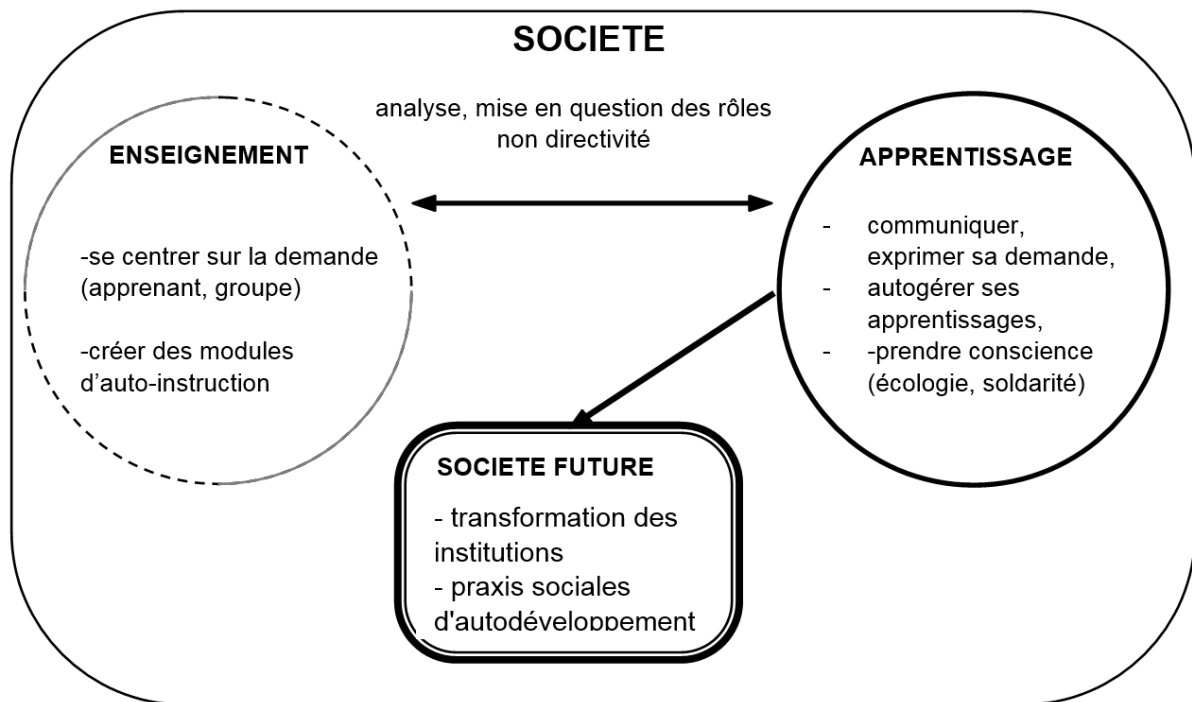 SOCIETE
analyse, mise en question des rôles
non directivité
ENSEIGNEMENT
-se centrer sur la demande
(apprenant, groupe)
-créer des modules
d'auto-instruction
APPRENTISSAGE
- communiquer,
exprimer sa demande,
- autogérer ses
apprentissages,
- -prendre conscience
(écologie, soldarité)
SOCIETE FUTURE
- transformation des
institutions
- praxis sociales
d'autodéveloppement